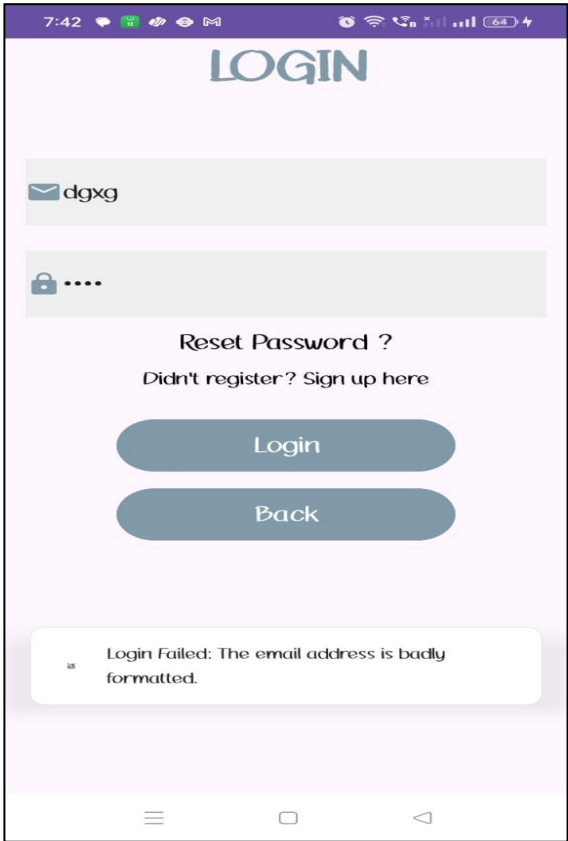 7:42 64
LOGIN
dgxg
••••
Reset Password ?
Didn't register? Sign up here
Login
Back
Login Failed: The email address is badly
formatted.